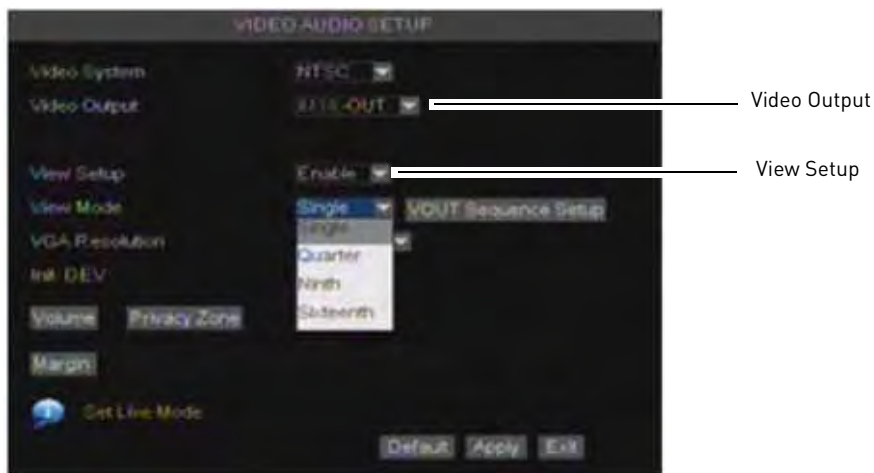 VIDEO AUDIO SETUP
Video System NTSC
Video Output -OUT
Video Output
View Setup Enable
View Setup
View Mode Single VOUT Sequence Setup
VGA Resolution Single
Quarter
Init. DEV Ninth
Sixteenth
Volume Privacy Zone
Margin
Set Live Mode
Default Apply Exit